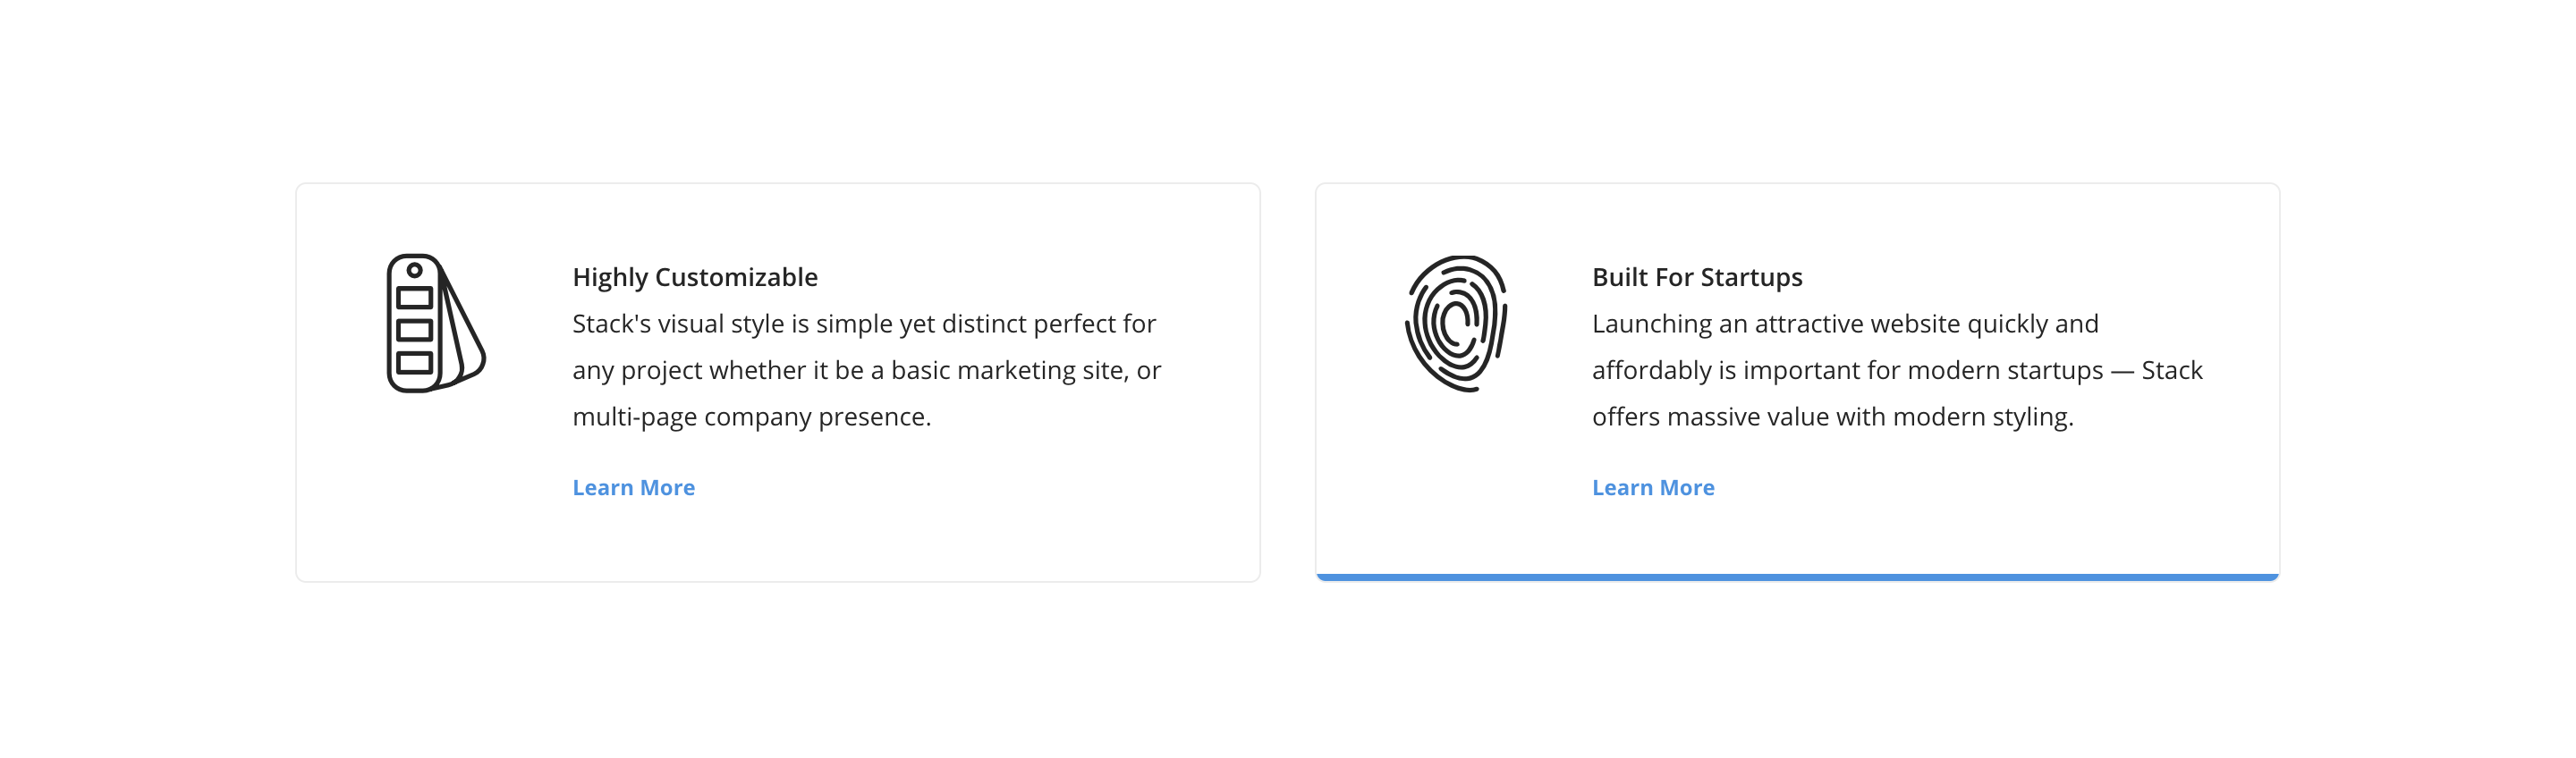 Highly Customizable
Stack's visual style is simple yet distinct perfect for
any project whether it be a basic marketing site, or
multi-page company presence.
Learn More
Built For Startups
Launching an attractive website quickly and
affordably is important for modern startups — Stack
offers massive value with modern styling.
Learn More